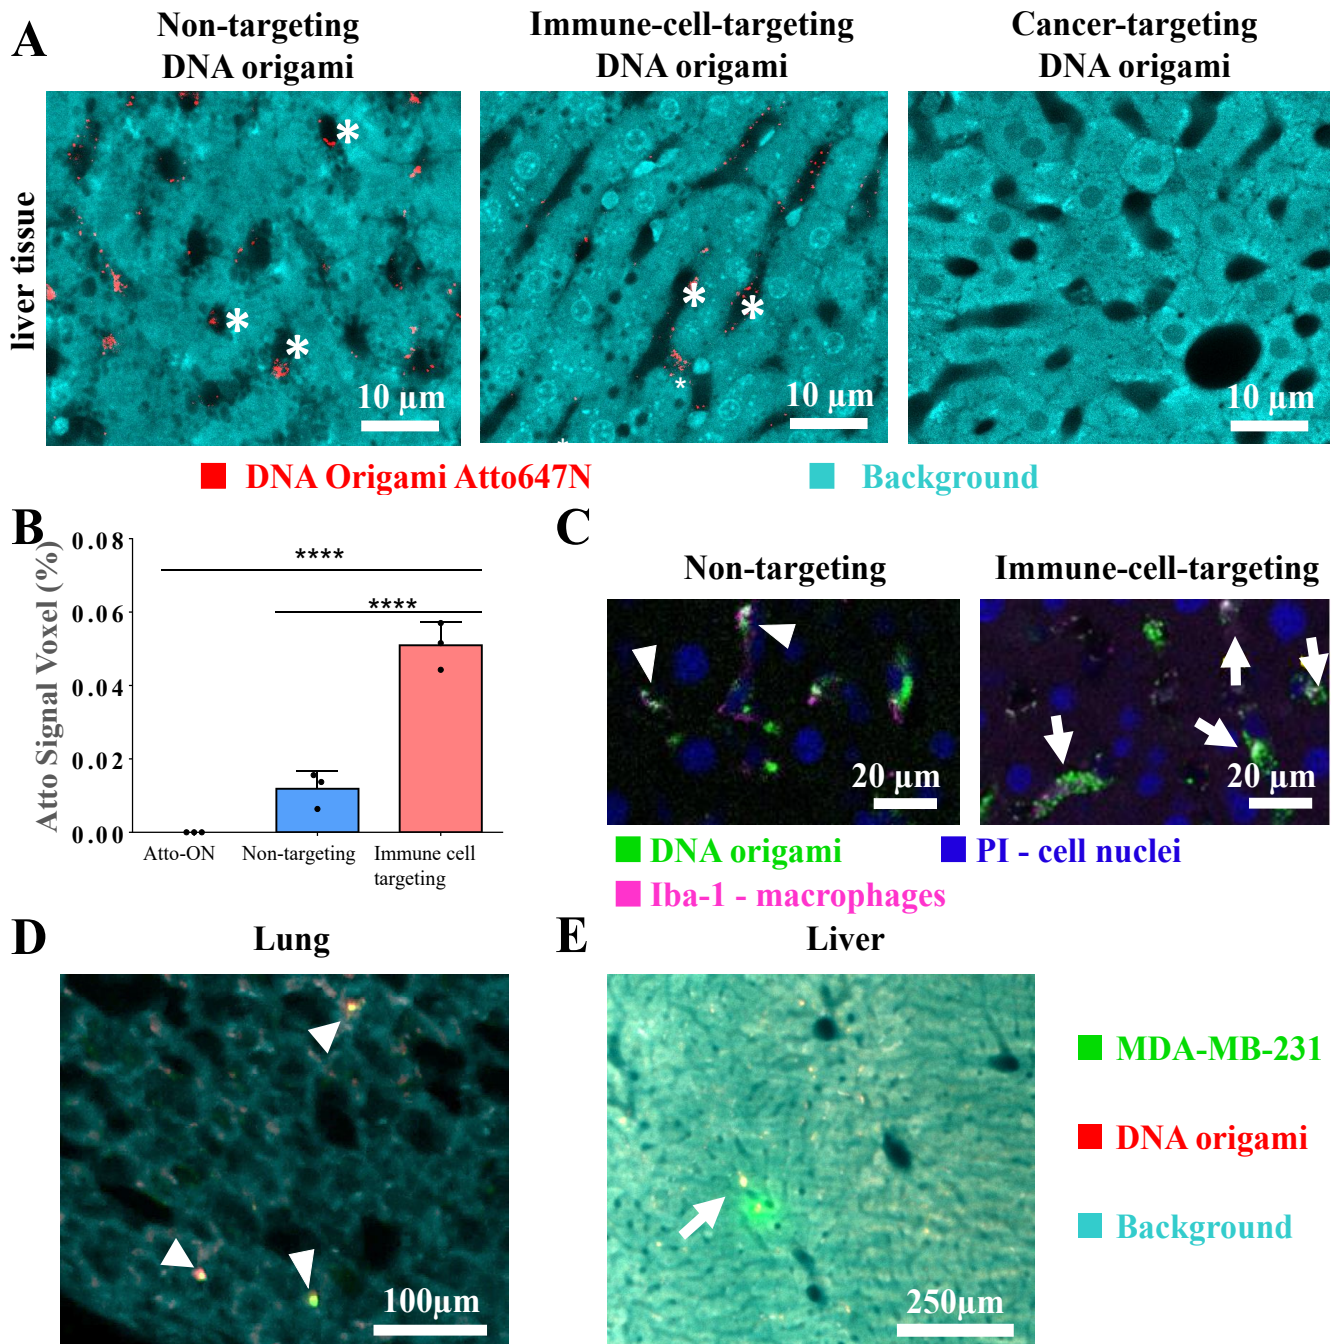 A
Non-targeting
DNA origami
Immune-cell-targeting
DNA origami
Cancer-targeting
DNA origami
liver tissue
*
*
*
10 µm
*
*
*
10 µm
10 µm
DNA Origami Atto647N
Background
B
Atto Signal Voxel (%)
0.08
0.06
0.04
0.02
0.00
****
****
Atto-ON
Non-targeting
Immune cell
targeting
C
Non-targeting
Immune-cell-targeting
20 µm
20 µm
DNA origami
PI - cell nuclei
Iba-1 - macrophages
D
Lung
100µm
E
Liver
250µm
MDA-MB-231
DNA origami
Background